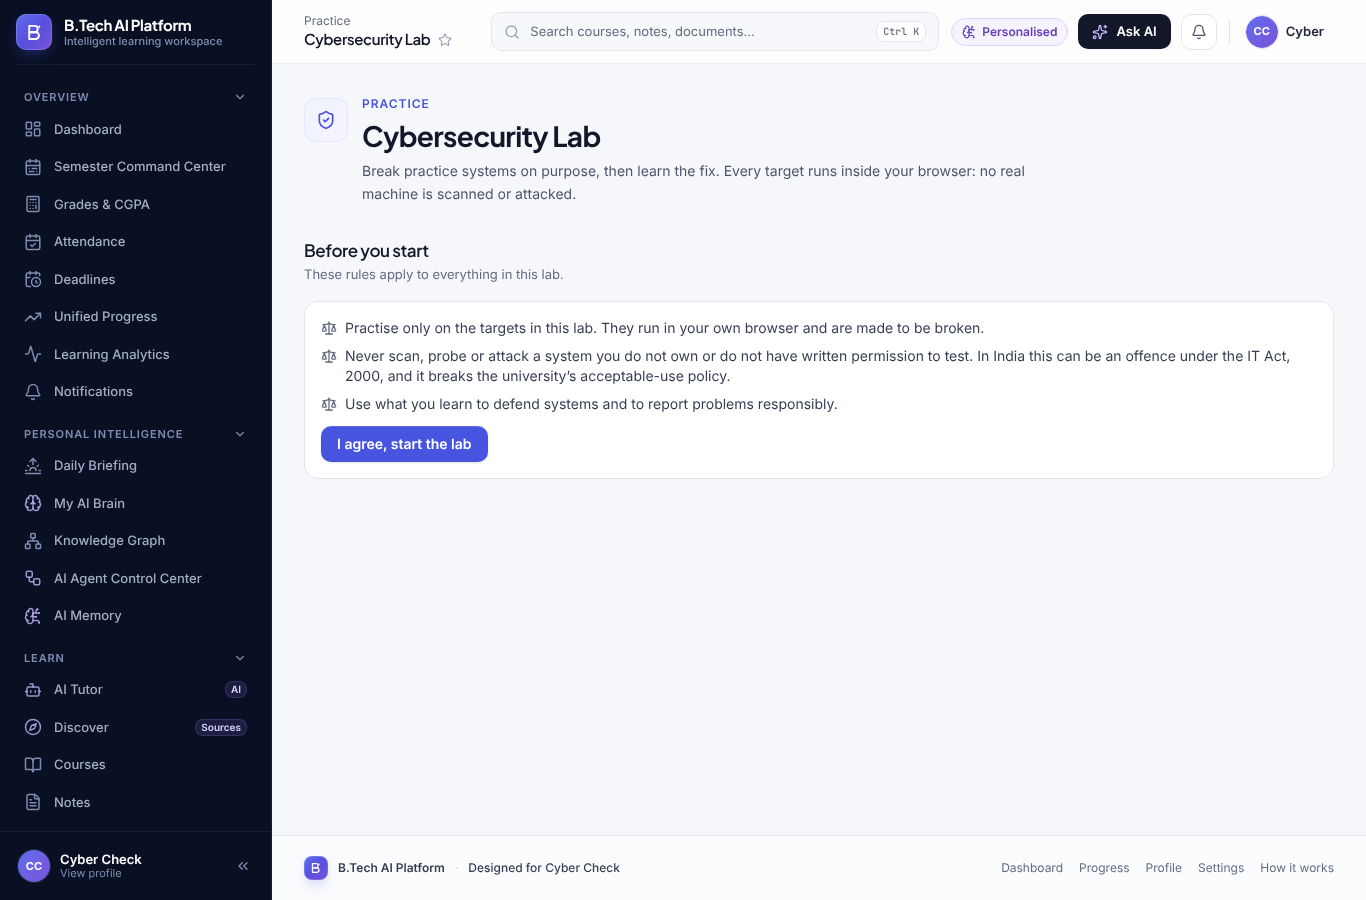 B.Tech AI Platform
Intelligent learning workspace
OVERVIEW
Dashboard
Semester Command Center
Grades & CGPA
Attendance
Deadlines
Unified Progress
Learning Analytics
Notifications
PERSONAL INTELLIGENCE
Daily Briefing
My AI Brain
Knowledge Graph
AI Agent Control Center
AI Memory
LEARN
AI Tutor AI
Discover Sources
Courses
Notes
CC Cyber Check
View profile
Practice
Cybersecurity Lab
Search courses, notes, documents... Ctrl K
Personalised
Ask AI
CC Cyber
PRACTICE
Cybersecurity Lab
Break practice systems on purpose, then learn the fix. Every target runs inside your browser: no real
machine is scanned or attacked.
Before you start
These rules apply to everything in this lab.
Practise only on the targets in this lab. They run in your own browser and are made to be broken.
Never scan, probe or attack a system you do not own or do not have written permission to test. In India this can be an offence under the IT Act,
2000, and it breaks the university’s acceptable-use policy.
Use what you learn to defend systems and to report problems responsibly.
I agree, start the lab
B.Tech AI Platform · Designed for Cyber Check
Dashboard Progress Profile Settings How it works